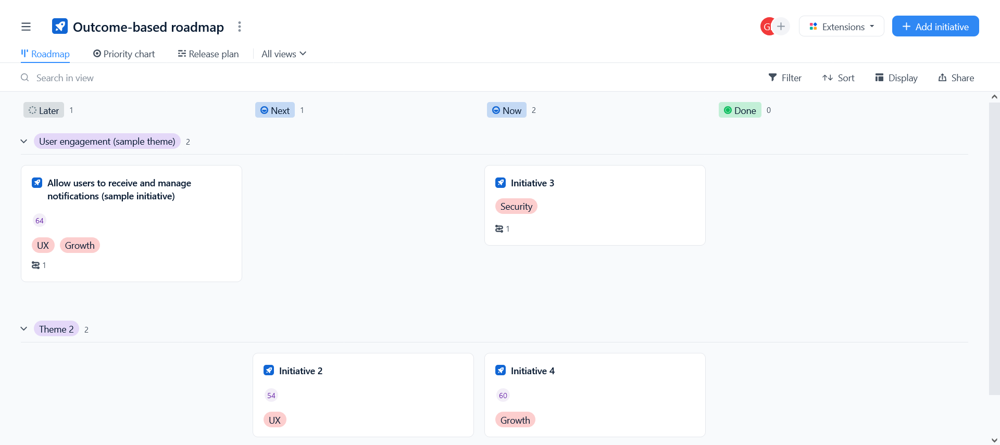 Outcome-based roadmap
G
Extensions
Add initiative
Roadmap
Priority chart
Release plan
All views
Search in view
Filter
Sort
Display
Share
Later 1
Next 1
Now 2
Done 0
User engagement (sample theme) 2
Allow users to receive and manage
notifications (sample initiative)
64
UX Growth
1
Initiative 3
Security
1
Theme 2 2
Initiative 2
54
UX
Initiative 4
60
Growth